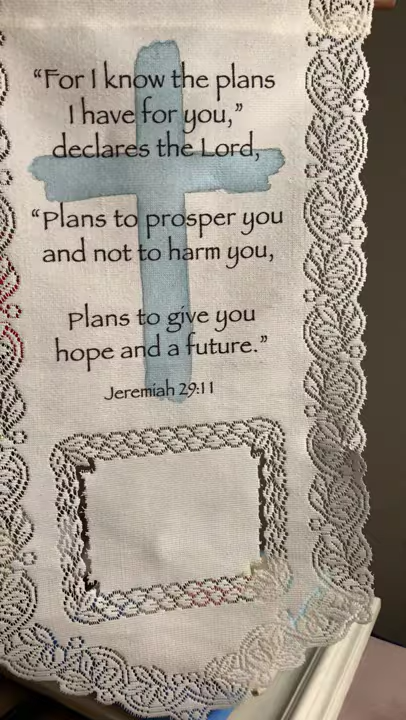 “For I know the plans
I have for you,”
declares the Lord,
“Plans to prosper you
and not to harm you,
Plans to give you
hope and a future.”
Jeremiah 29:11